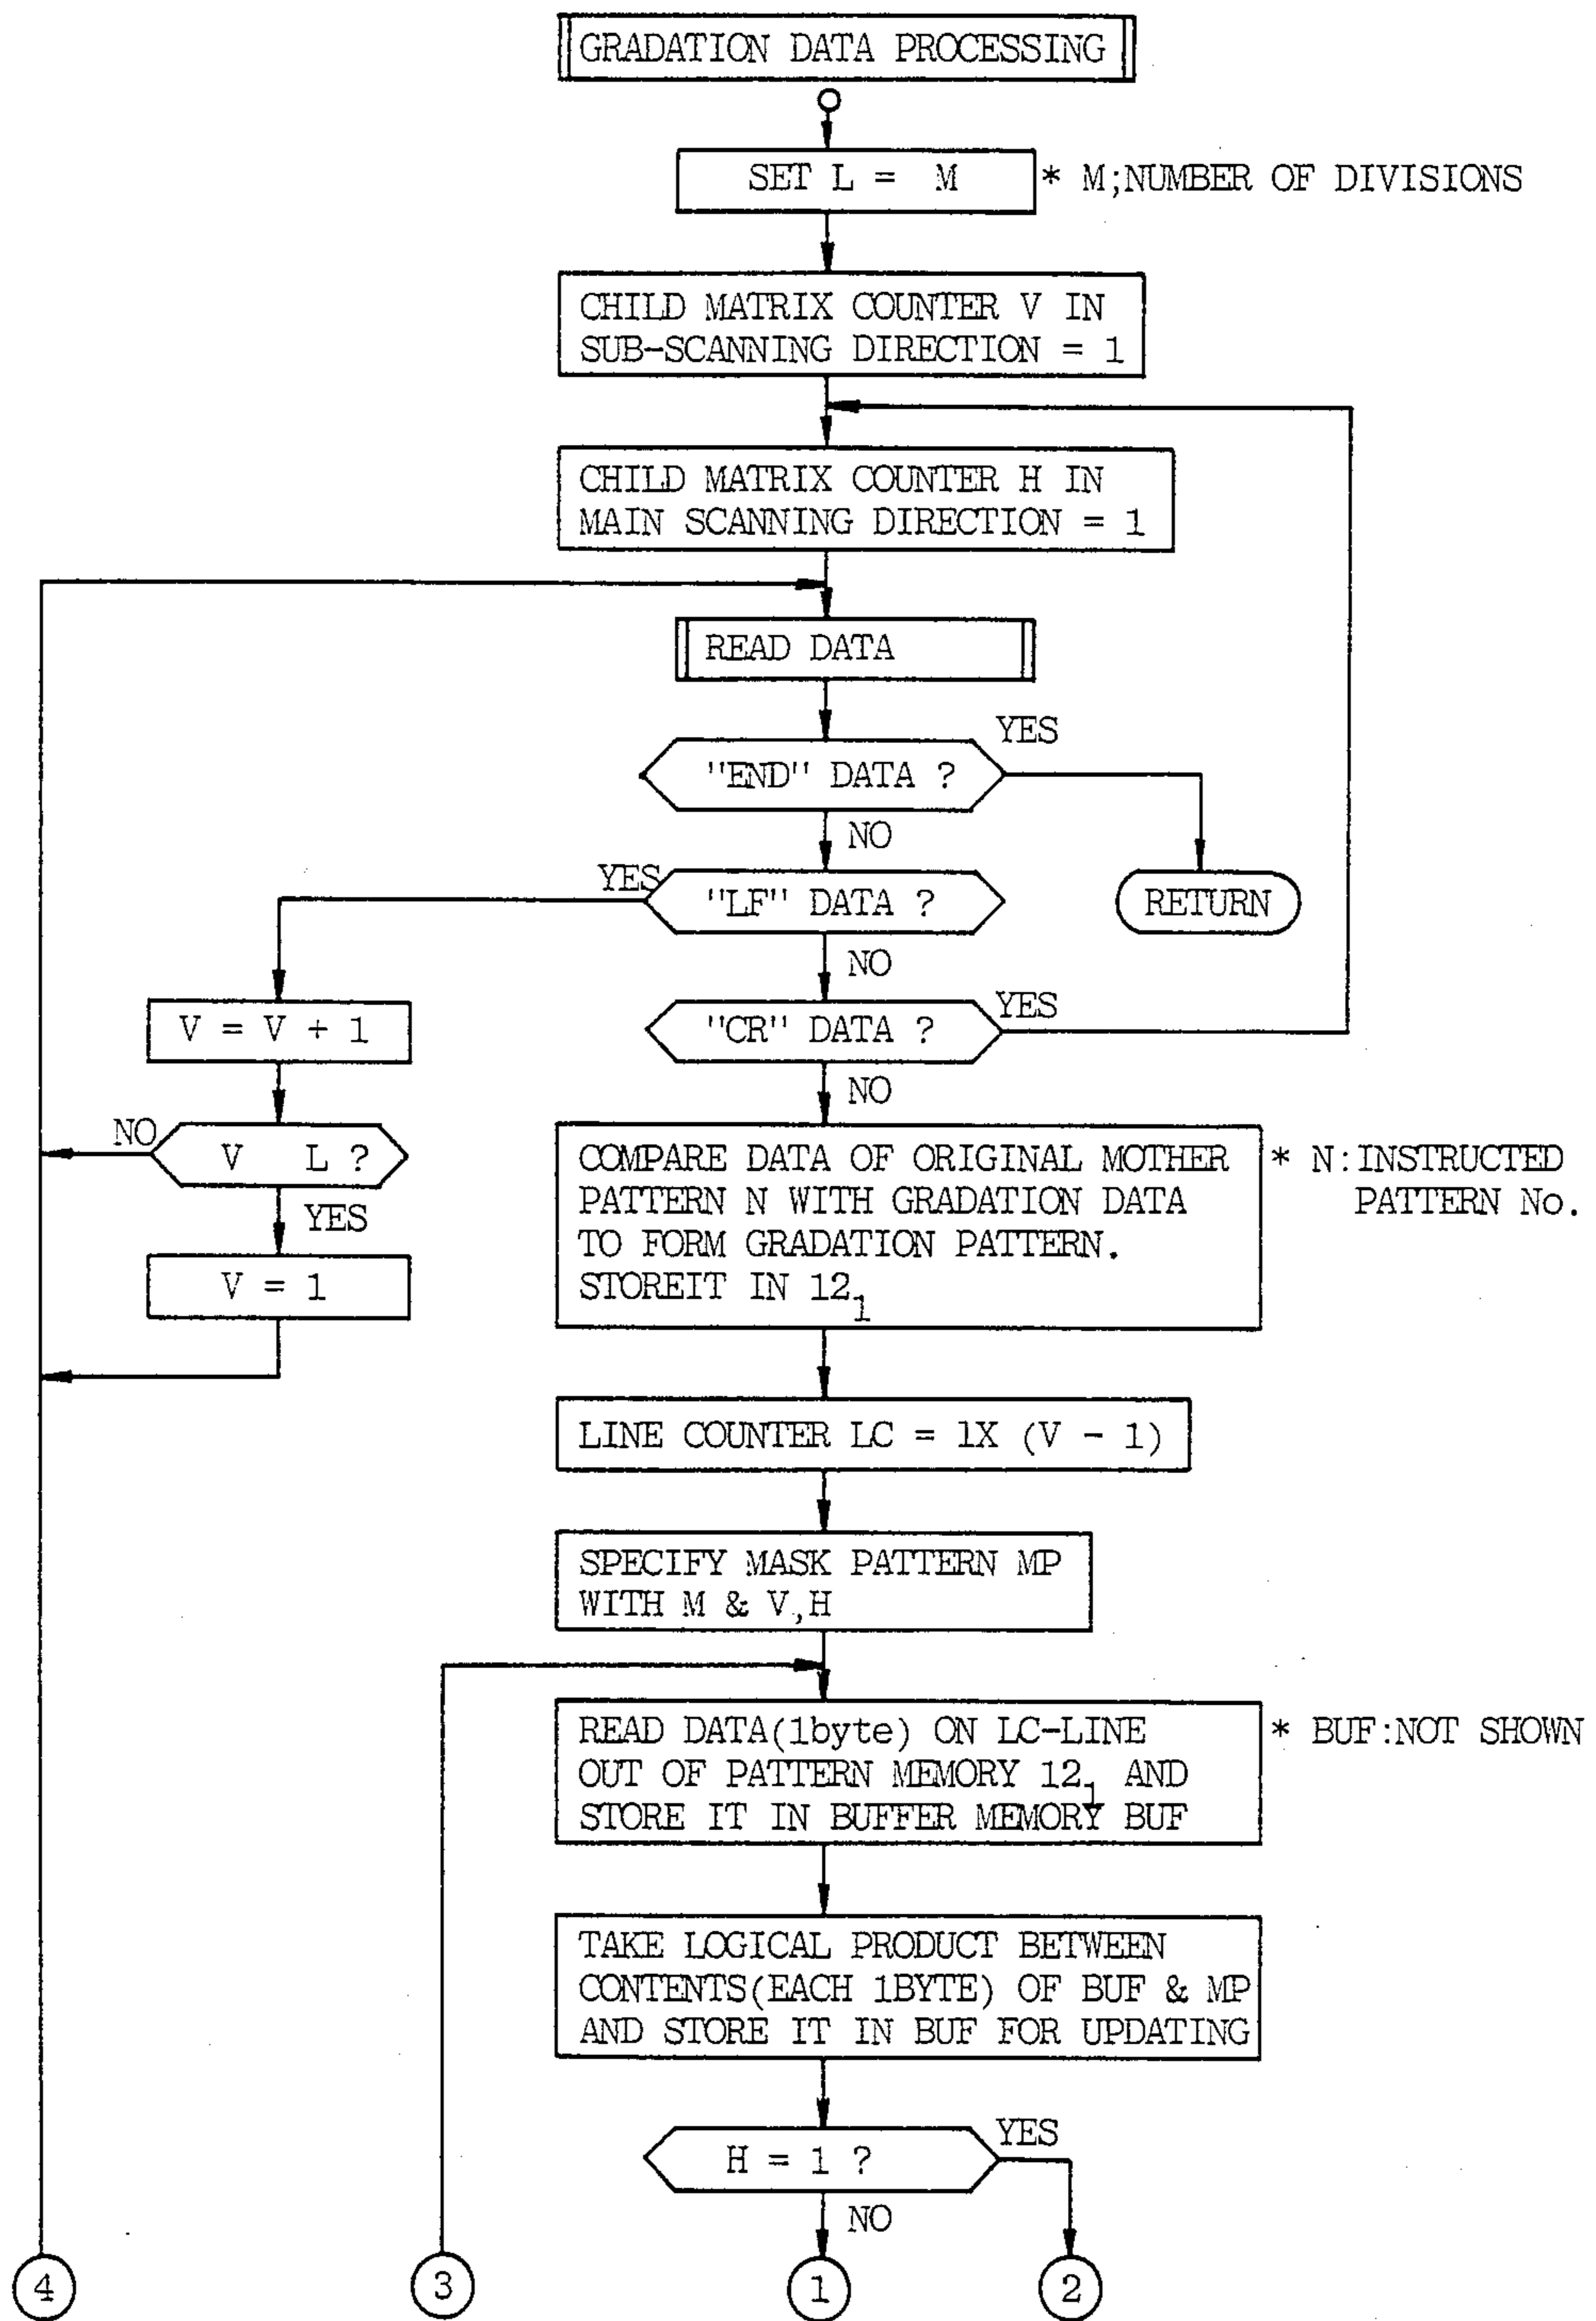 GRADATION DATA PROCESSING
SET L = M
* M;NUMBER OF DIVISIONS
CHILD MATRIX COUNTER V IN
SUB-SCANNING DIRECTION = 1
CHILD MATRIX COUNTER H IN
MAIN SCANNING DIRECTION = 1
READ DATA
"END" DATA ?
YES
NO
RETURN
"LF" DATA ?
YES
NO
V = V + 1
"CR" DATA ?
YES
NO
V L ?
NO
YES
V = 1
COMPARE DATA OF ORIGINAL MOTHER
PATTERN N WITH GRADATION DATA
TO FORM GRADATION PATTERN.
STOREIT IN 12₁
* N:INSTRUCTED
PATTERN No.
LINE COUNTER LC = 1X (V - 1)
SPECIFY MASK PATTERN MP
WITH M & V,H
READ DATA(1byte) ON LC-LINE
OUT OF PATTERN MEMORY 12₁ AND
STORE IT IN BUFFER MEMORY BUF
* BUF:NOT SHOWN
TAKE LOGICAL PRODUCT BETWEEN
CONTENTS(EACH 1BYTE) OF BUF & MP
AND STORE IT IN BUF FOR UPDATING
H = 1 ?
YES
NO
4
3
1
2